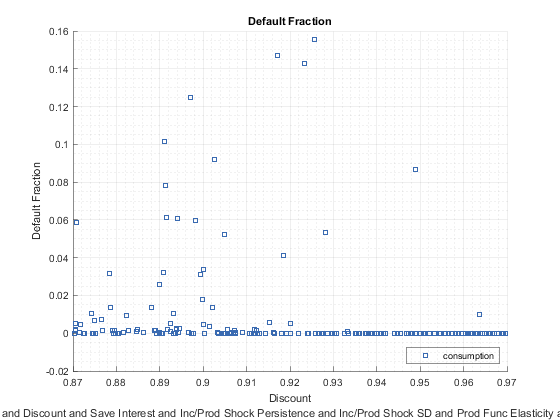 Default Fraction
0.16
0.14
0.12
0.1
0.08
0.06
0.04
0.02
0
-0.02
Default Fraction
consumption
0.87 0.88 0.89 0.9 0.91 0.92 0.93 0.94 0.95 0.96 0.97
Discount
and Discount and Save Interest and Inc/Prod Shock Persistence and Inc/Prod Shock SD and Prod Func Elasticity a